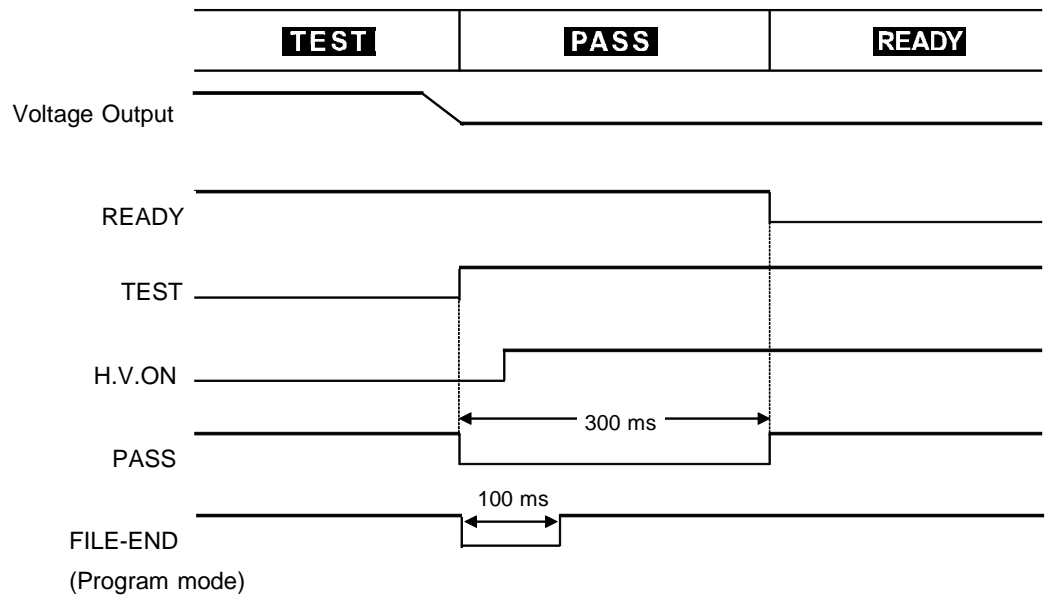 TEST PASS READY
Voltage Output
READY
TEST
H.V.ON
300 ms
PASS
100 ms
FILE-END
(Program mode)